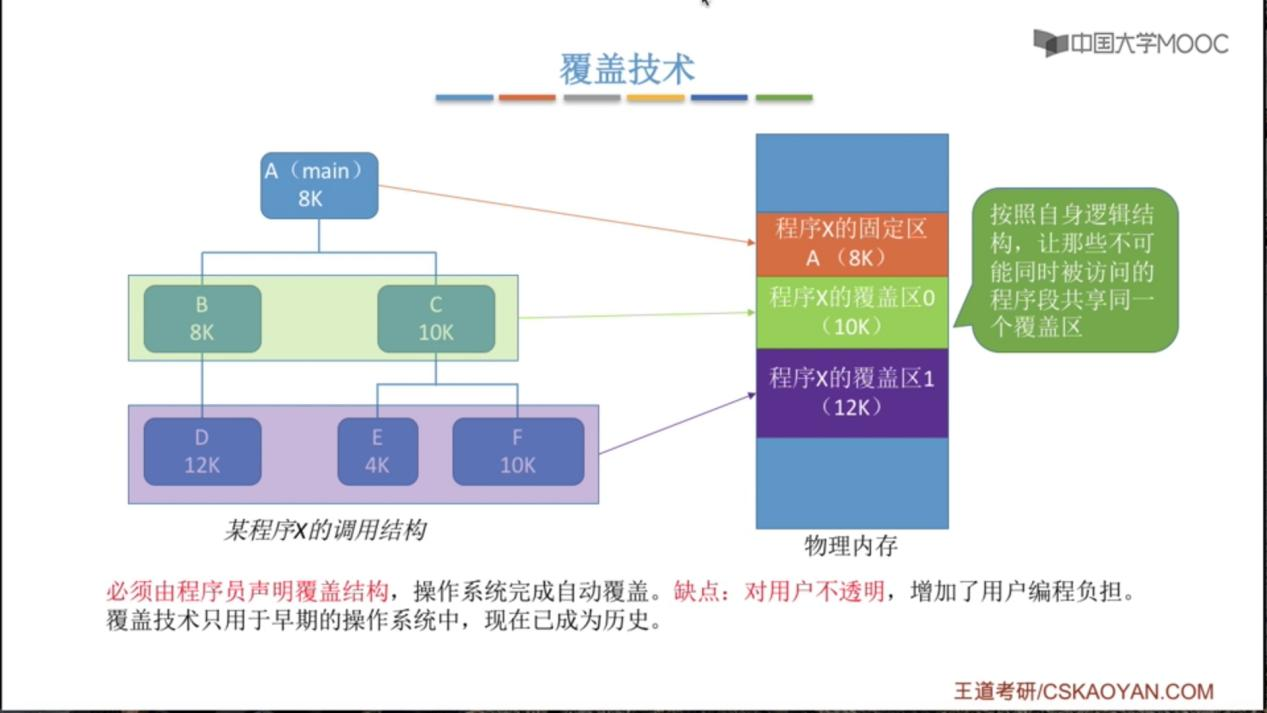 中国大学MOOC
覆盖技术
A（main）
8K
B
8K
C
10K
D
12K
E
4K
F
10K
某程序X的调用结构
程序X的固定区
A （8K）
程序X的覆盖区0
（10K）
程序X的覆盖区1
（12K）
物理内存
按照自身逻辑结
构，让那些不可
能同时被访问的
程序段共享同一
个覆盖区
必须由程序员声明覆盖结构，操作系统完成自动覆盖。缺点：对用户不透明，增加了用户编程负担。
覆盖技术只用于早期的操作系统中，现在已成为历史。
王道考研/CSKAOYAN.COM